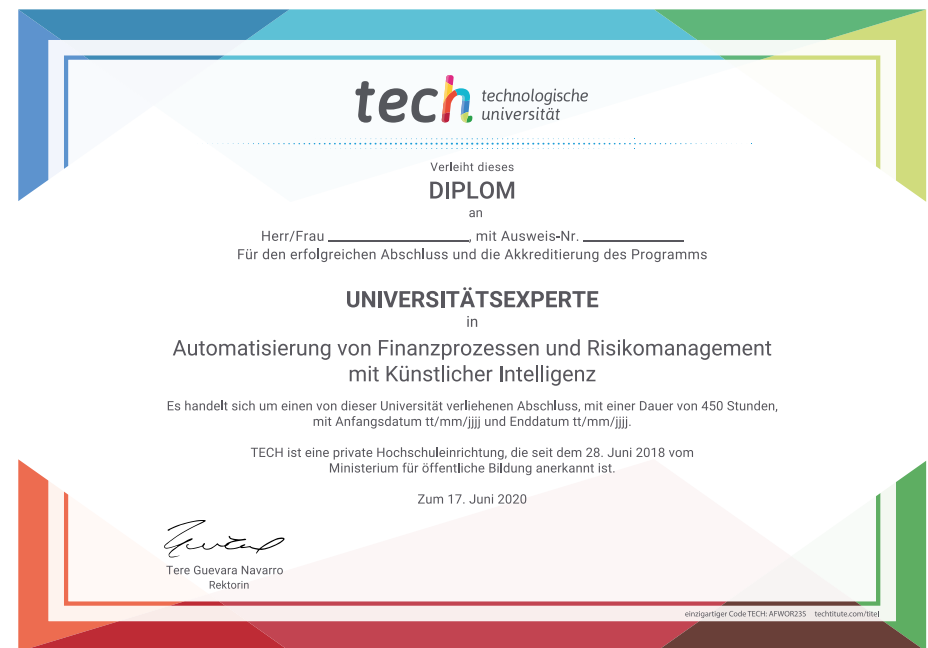 tech technologische
universität
Verleiht dieses
DIPLOM
an
Herr/Frau ____________________, mit Ausweis-Nr. ______________
Für den erfolgreichen Abschluss und die Akkreditierung des Programms
UNIVERSITÄTSEXPERTE
in
Automatisierung von Finanzprozessen und Risikomanagement
mit Künstlicher Intelligenz
Es handelt sich um einen von dieser Universität verliehenen Abschluss, mit einer Dauer von 450 Stunden,
mit Anfangsdatum tt/mm/jjjj und Enddatum tt/mm/jjjj.
TECH ist eine private Hochschuleinrichtung, die seit dem 28. Juni 2018 vom
Ministerium für öffentliche Bildung anerkannt ist.
Zum 17. Juni 2020
Tere Guevara Navarro
Rektorin
einzigartiger Code TECH: AFWOR23S techtitute.com/titel